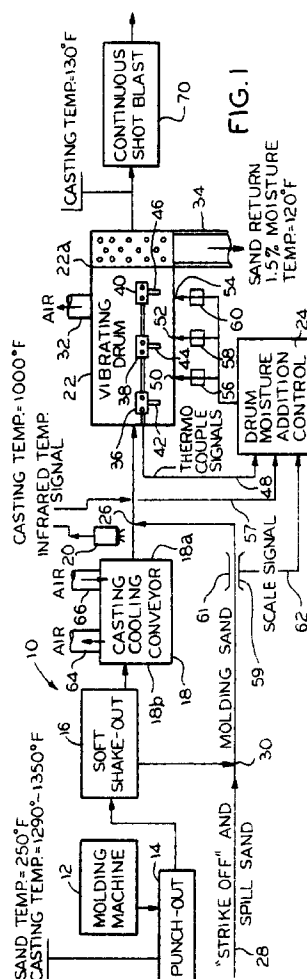 SAND TEMP.=250°F
CASTING TEMP.=1290°-1350°F
10
12
MOLDING
MACHINE
14
PUNCH-OUT
16
SOFT
SHAKE-OUT
28
"STRIKE OFF" AND
SPILL SAND
30
MOLDING SAND
AIR
64
AIR
66
CASTING
COOLING
CONVEYOR
18b
18a
18
20
INFRARED TEMP.
SIGNAL
CASTING TEMP.=1000°F
26
61
59
SCALE SIGNAL
62
57
48
THERMO
COUPLE
SIGNALS
DRUM
MOISTURE
ADDITION
CONTROL
24
AIR
32
22
VIBRATING
DRUM
22a
36
38
40
42
44
46
50
52
54
56
58
60
34
SAND RETURN
1.5% MOISTURE
TEMP.=120°F
CASTING TEMP.=130°F
CONTINUOUS
SHOT BLAST
70
FIG. 1